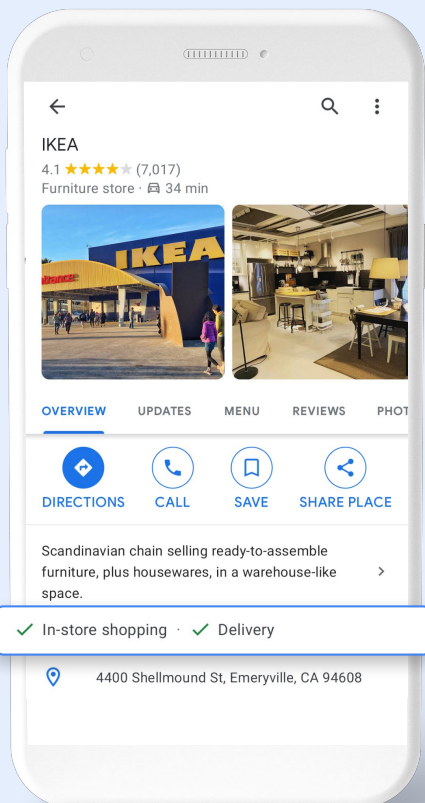 IKEA
4.1 (7,017)
Furniture store · 34 min
Entrance
IKEA
OVERVIEW UPDATES MENU REVIEWS PHOT
DIRECTIONS CALL SAVE SHARE PLACE
Scandinavian chain selling ready-to-assemble
furniture, plus housewares, in a warehouse-like
space.
In-store shopping · Delivery
4400 Shellmound St, Emeryville, CA 94608